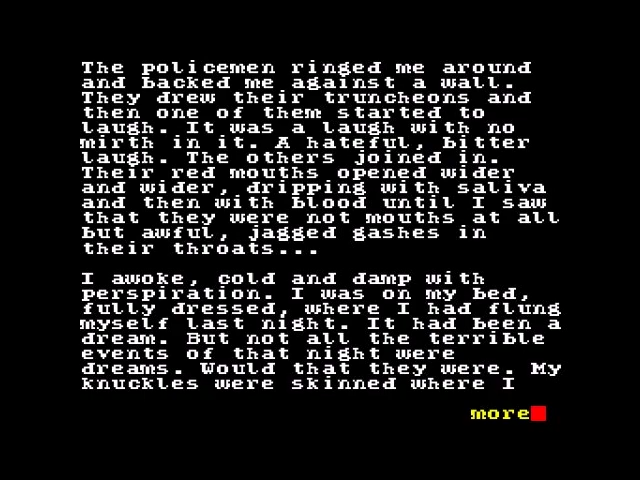 The policemen ringed me around
and backed me against a wall.
They drew their truncheons and
then one of them started to
laugh. It was a laugh with no
mirth in it. A hateful, bitter
laugh. The others joined in.
Their red mouths opened wider
and wider, dripping with saliva
and then with blood until I saw
that they were not mouths at all
but awful, jagged gashes in
their throats...
I awoke, cold and damp with
perspiration. I was on my bed,
fully dressed, where I had flung
myself last night. It had been a
dream. But not all the terrible
events of that night were
dreams. Would that they were. My
knuckles were skinned where I
more